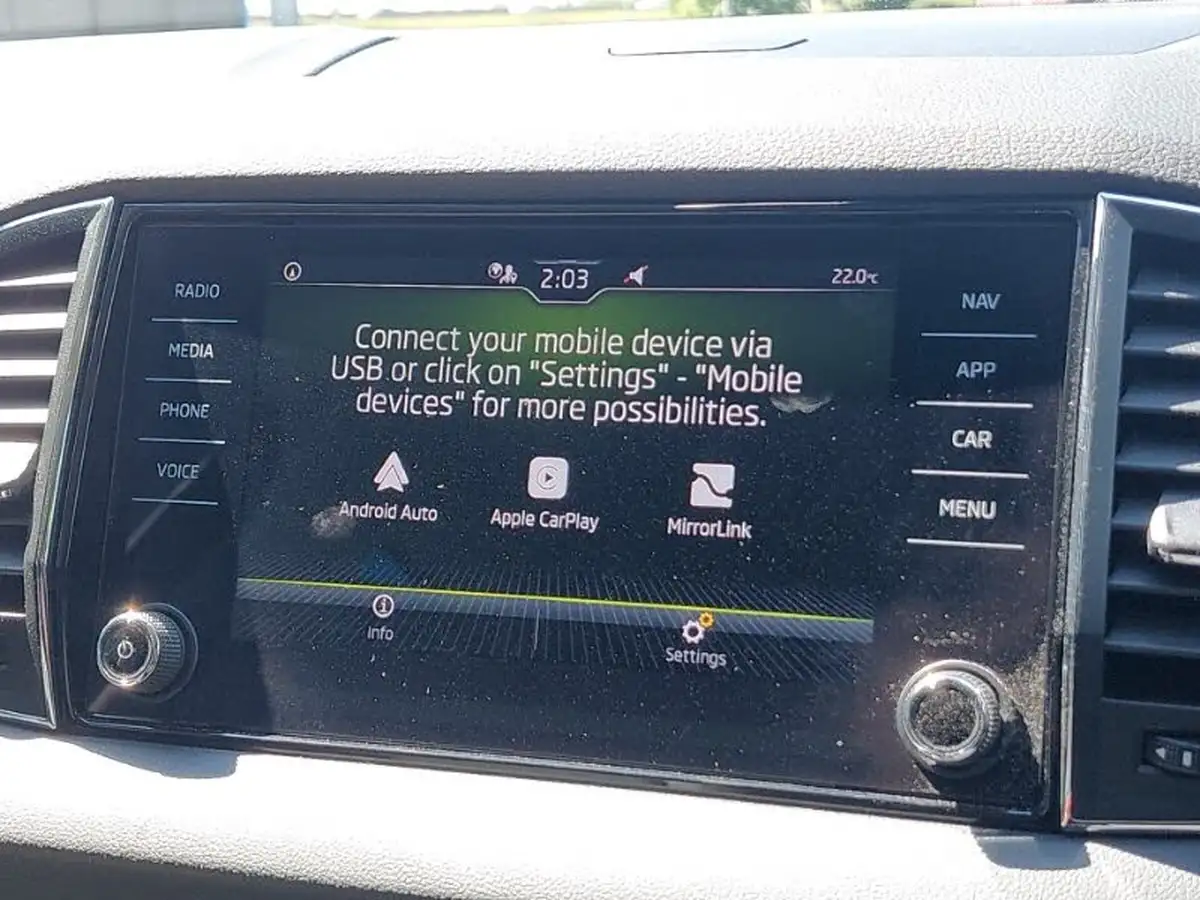 2:03
22.0°C
RADIO
MEDIA
PHONE
VOICE
Connect your mobile device via
USB or click on "Settings" - "Mobile
devices" for more possibilities.
Android Auto
Apple CarPlay
MirrorLink
Info
Settings
NAV
APP
CAR
MENU